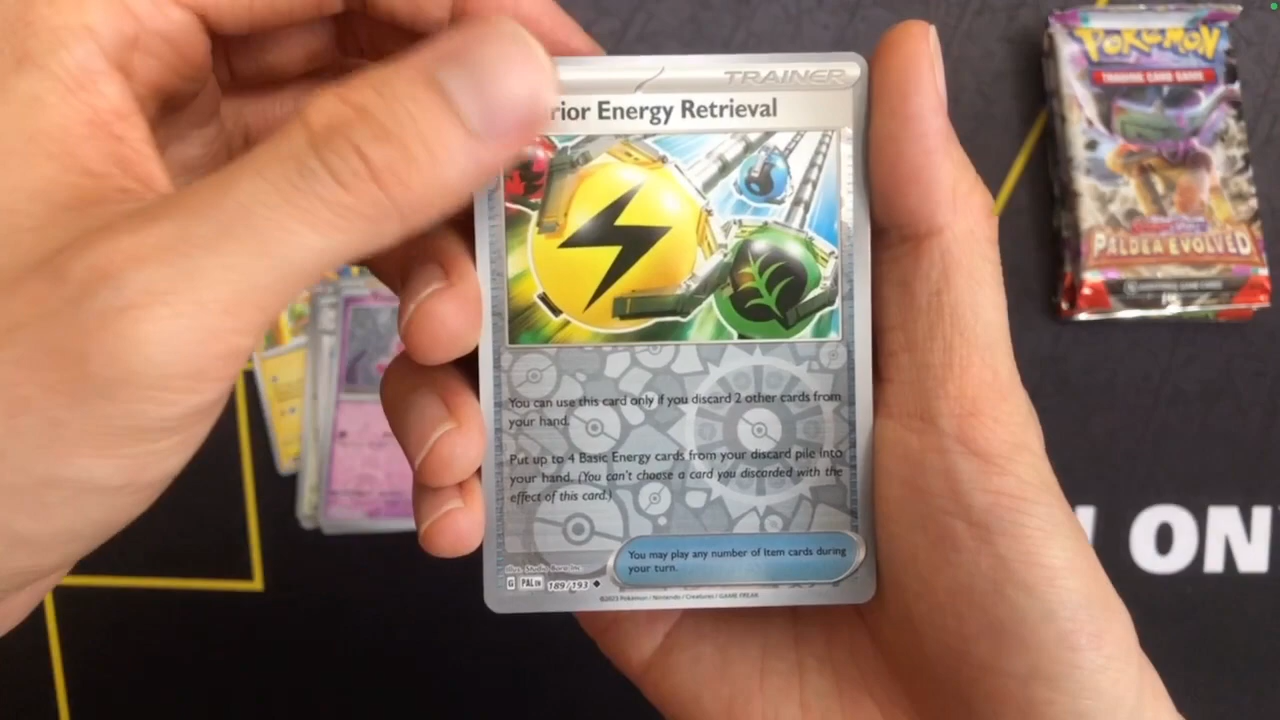 TRAINER
rior Energy Retrieval
You can use this card only if you discard 2 other cards from
your hand.
Put up to 4 Basic Energy cards from your discard pile into
your hand. (You can't choose a card you discarded with the
effect of this card.)
You may play any number of Item cards during
your turn.
Illus. Studio Bora Inc.
G PAL EN 189/193
©2023 Pokémon / Nintendo / Creatures / GAME FREAK
POKÉMON
TRADING CARD GAME
PALDEA EVOLVED
ON